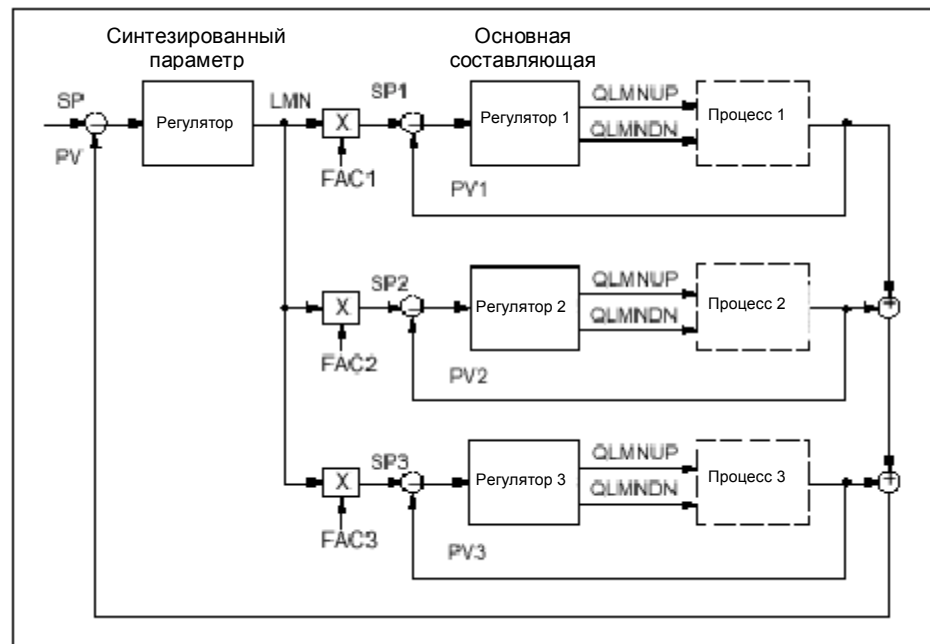 Синтезированный
параметр
Основная
составляющая
SP
PV
Регулятор
LMN
X
FAC1
SP1
PV1
Регулятор 1
QLMNUP
QLMNDN
Процесс 1
X
FAC2
SP2
PV2
Регулятор 2
QLMNUP
QLMNDN
Процесс 2
+
X
FAC3
SP3
PV3
Регулятор 3
QLMNUP
QLMNDN
Процесс 3
+